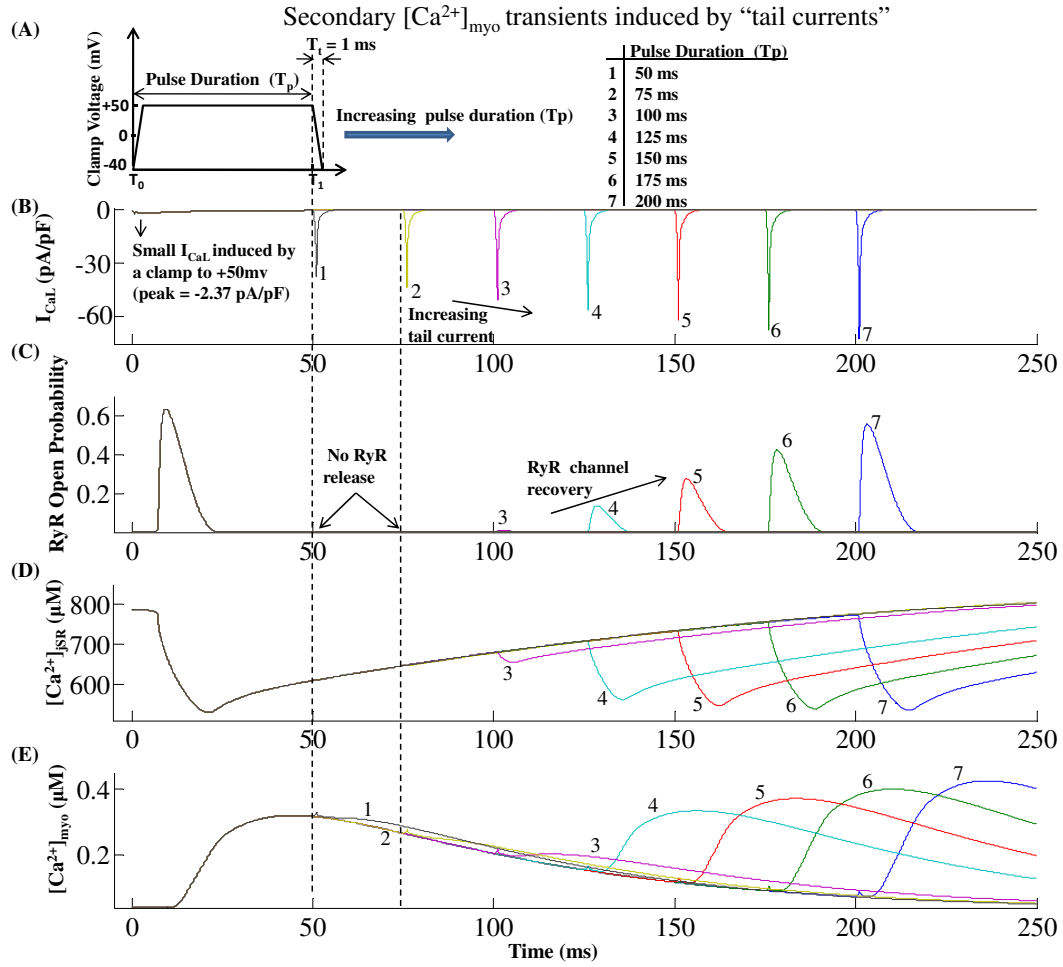 Secondary [Ca2+]myo transients induced by “tail currents”
(A)
Tt = 1 ms
Clamp Voltage (mV)
Pulse Duration (Tp)
+50
0
-40
T0
T1
Increasing pulse duration (Tp)
Pulse Duration (Tp)
1 50 ms
2 75 ms
3 100 ms
4 125 ms
5 150 ms
6 175 ms
7 200 ms
(B)
ICaL (pA/pF)
0
-30
-60
Small ICaL induced by
a clamp to +50mv
(peak = -2.37 pA/pF)
Increasing tail
current
1
2
3
4
5
6
7
0 50 100 150 200 250
(C)
RyR Open Probability
0.6
0.4
0.2
No RyR
release
RyR channel
recovery
3
4
5
6
7
0 50 100 150 200 250
(D)
[Ca2+]jSR (µM)
800
700
600
3
4
5
6
7
0 50 100 150 200 250
(E)
[Ca2+]myo (µM)
0.4
0.2
1
2
3
4
5
6
7
0 50 100 150 200 250
Time (ms)